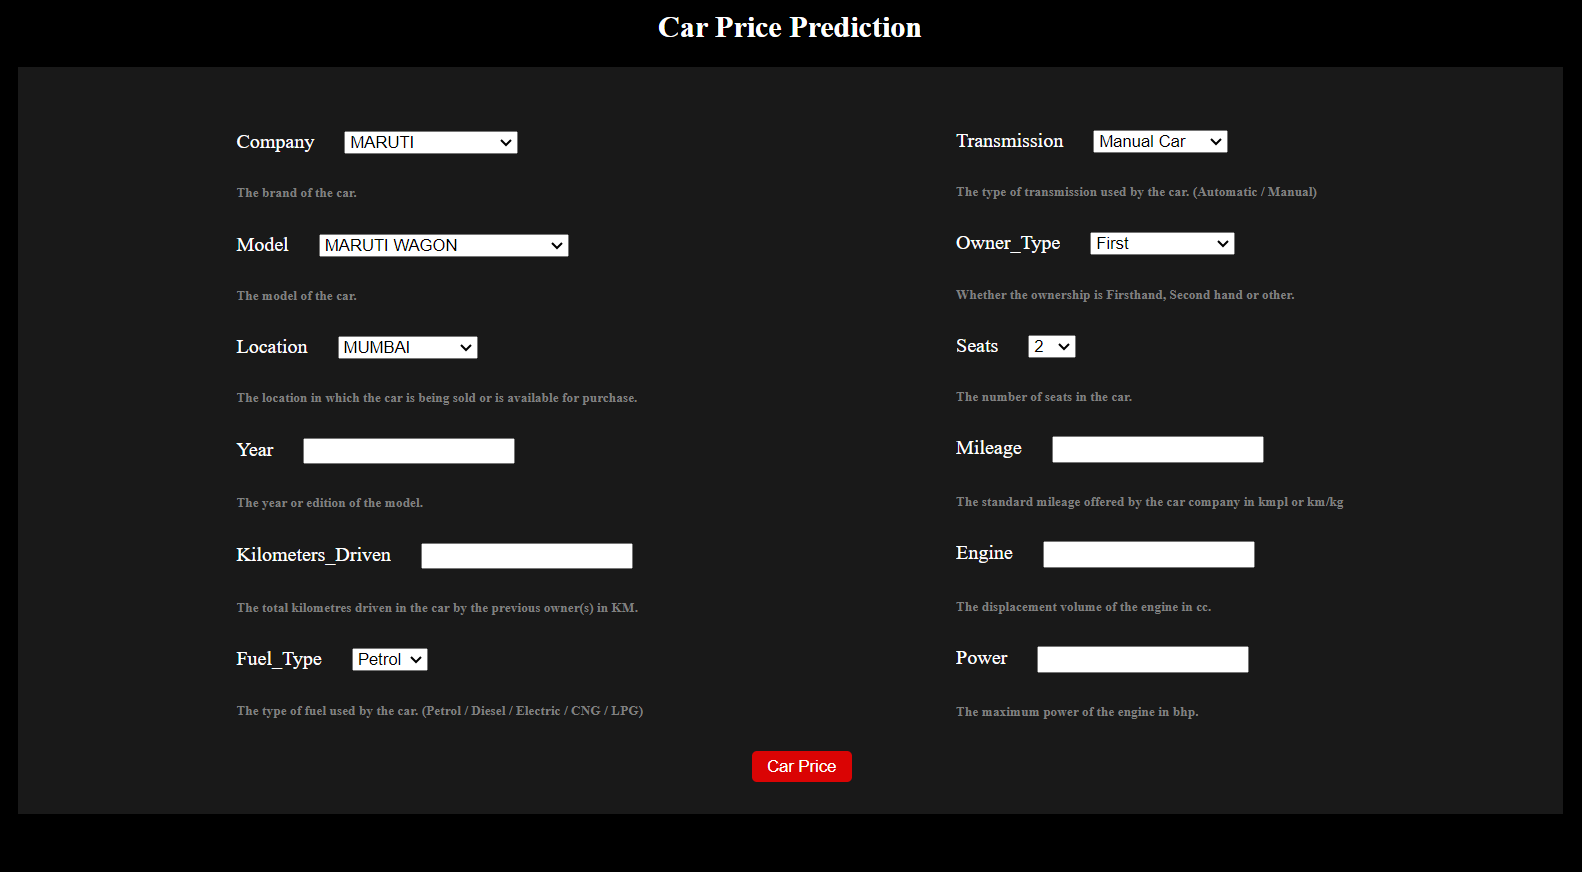 Car Price Prediction
Company MARUTI
The brand of the car.
Model MARUTI WAGON
The model of the car.
Location MUMBAI
The location in which the car is being sold or is available for purchase.
Year
The year or edition of the model.
Kilometers_Driven
The total kilometres driven in the car by the previous owner(s) in KM.
Fuel_Type Petrol
The type of fuel used by the car. (Petrol / Diesel / Electric / CNG / LPG)
Transmission Manual Car
The type of transmission used by the car. (Automatic / Manual)
Owner_Type First
Whether the ownership is Firsthand, Second hand or other.
Seats 2
The number of seats in the car.
Mileage
The standard mileage offered by the car company in kmpl or km/kg
Engine
The displacement volume of the engine in cc.
Power
The maximum power of the engine in bhp.
Car Price